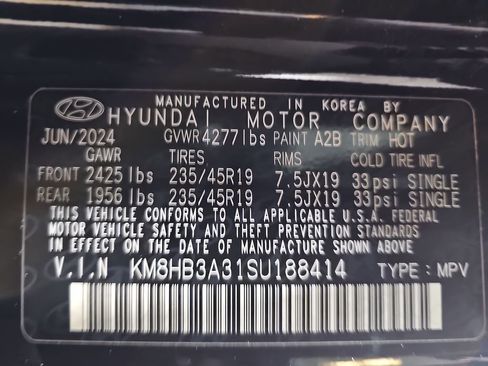 MANUFACTURED IN KOREA BY
HYUNDAI MOTOR COMPANY
JUN/2024 GVWR 4277lbs PAINT A2B TRIM HOT
GAWR TIRES RIMS COLD TIRE INFL
FRONT 2425lbs 235/45R19 7.5JX19 33psi SINGLE
REAR 1956lbs 235/45R19 7.5JX19 33psi SINGLE
THIS VEHICLE CONFORMS TO ALL APPLICABLE U.S.A. FEDERAL
MOTOR VEHICLE SAFETY AND THEFT PREVENTION STANDARDS
IN EFFECT ON THE DATE OF MANUFACTURE SHOWN ABOVE
V.I.N KM8HB3A31SU188414 TYPE : MPV